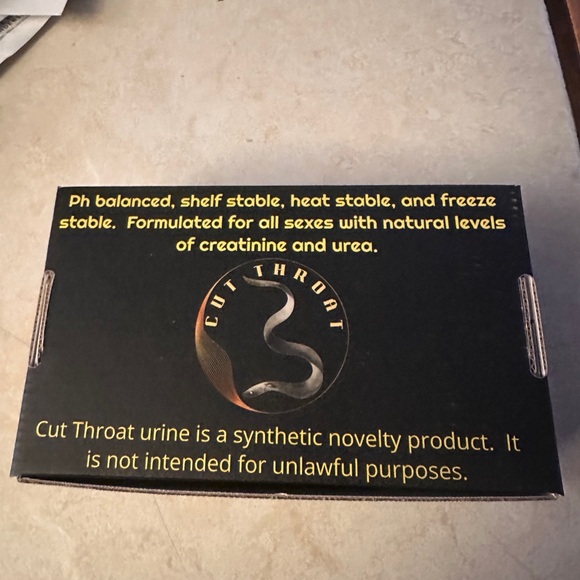 Ph balanced, shelf stable, heat stable, and freeze
stable. Formulated for all sexes with natural levels
of creatinine and urea.
CUT THROAT
Cut Throat urine is a synthetic novelty product. It
is not intended for unlawful purposes.